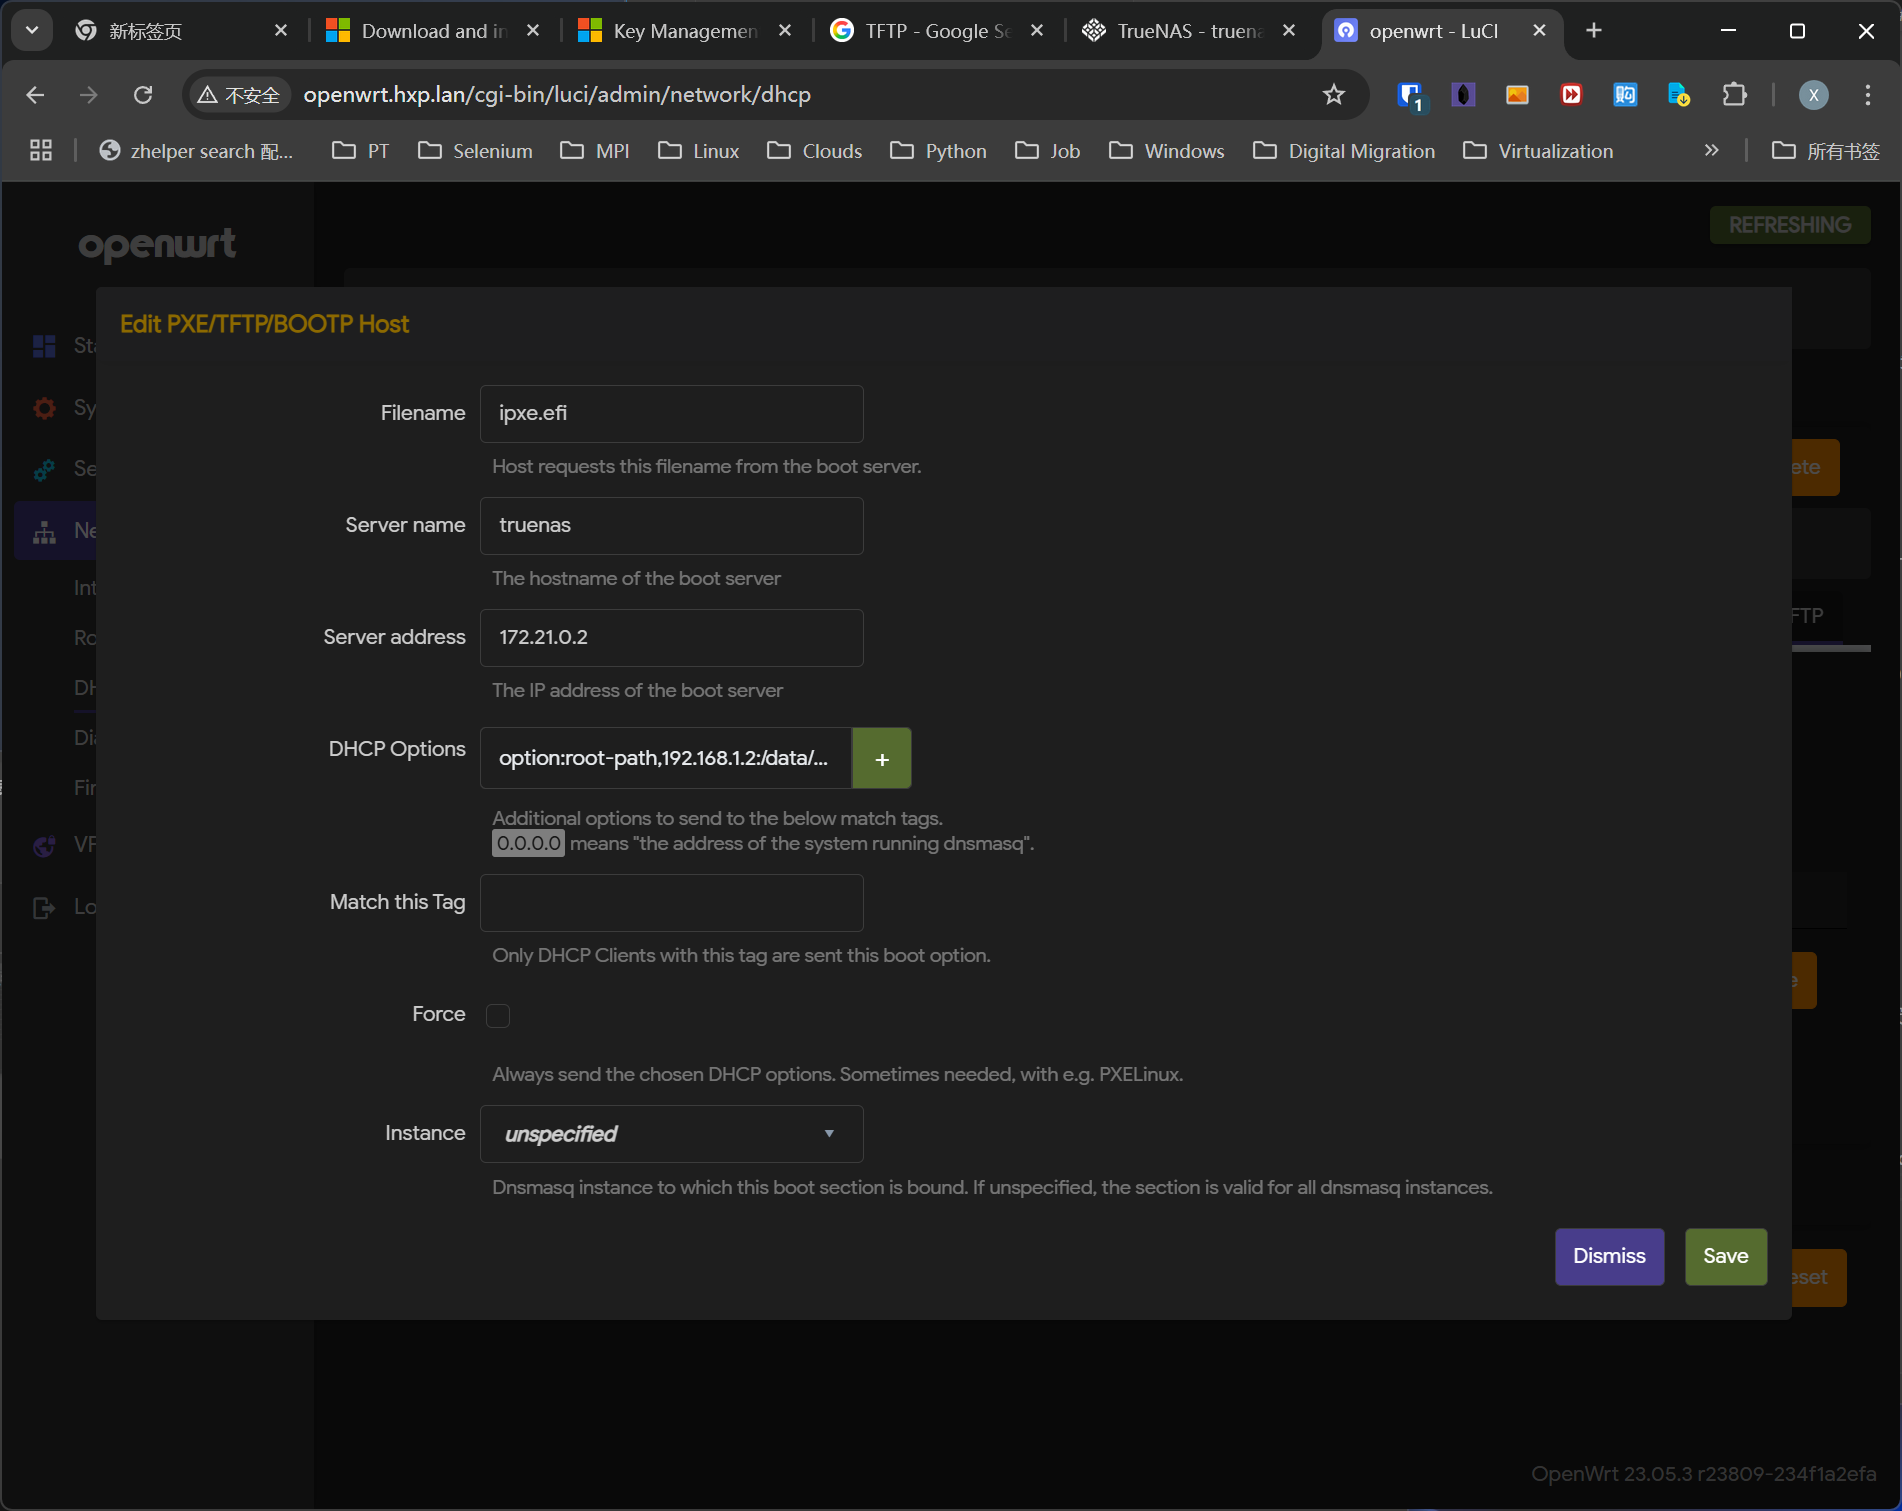 新标签页
Download and in
Key Managemen
TFTP - Google Se
TrueNAS - truena
openwrt - LuCI
不安全
openwrt.hxp.lan/cgi-bin/luci/admin/network/dhcp
1
购
X
zhelper search 配...
PT
Selenium
MPI
Linux
Clouds
Python
Job
Windows
Digital Migration
Virtualization
所有书签
openwrt
REFRESHING
Edit PXE/TFTP/BOOTP Host
Sta
Sy
Se
Ne
Int
Ro
DH
Dia
Fir
VP
Lo
Filename
ipxe.efi
Host requests this filename from the boot server.
ete
Server name
truenas
The hostname of the boot server
Server address
172.21.0.2
FTP
The IP address of the boot server
DHCP Options
option:root-path,192.168.1.2:/data/...
+
Additional options to send to the below match tags.
0.0.0.0 means "the address of the system running dnsmasq".
Match this Tag
Only DHCP Clients with this tag are sent this boot option.
e
Force
Always send the chosen DHCP options. Sometimes needed, with e.g. PXELinux.
Instance
unspecified
Dnsmasq instance to which this boot section is bound. If unspecified, the section is valid for all dnsmasq instances.
Dismiss
Save
eset
OpenWrt 23.05.3 r23809-234f1a2efa